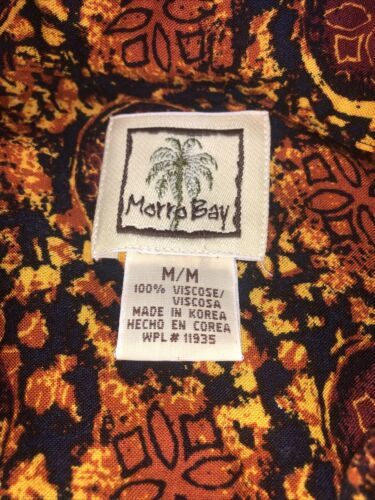 Morro Bay
M/M
100% VISCOSE/
VISCOSA
MADE IN KOREA
HECHO EN COREA
WPL# 11935